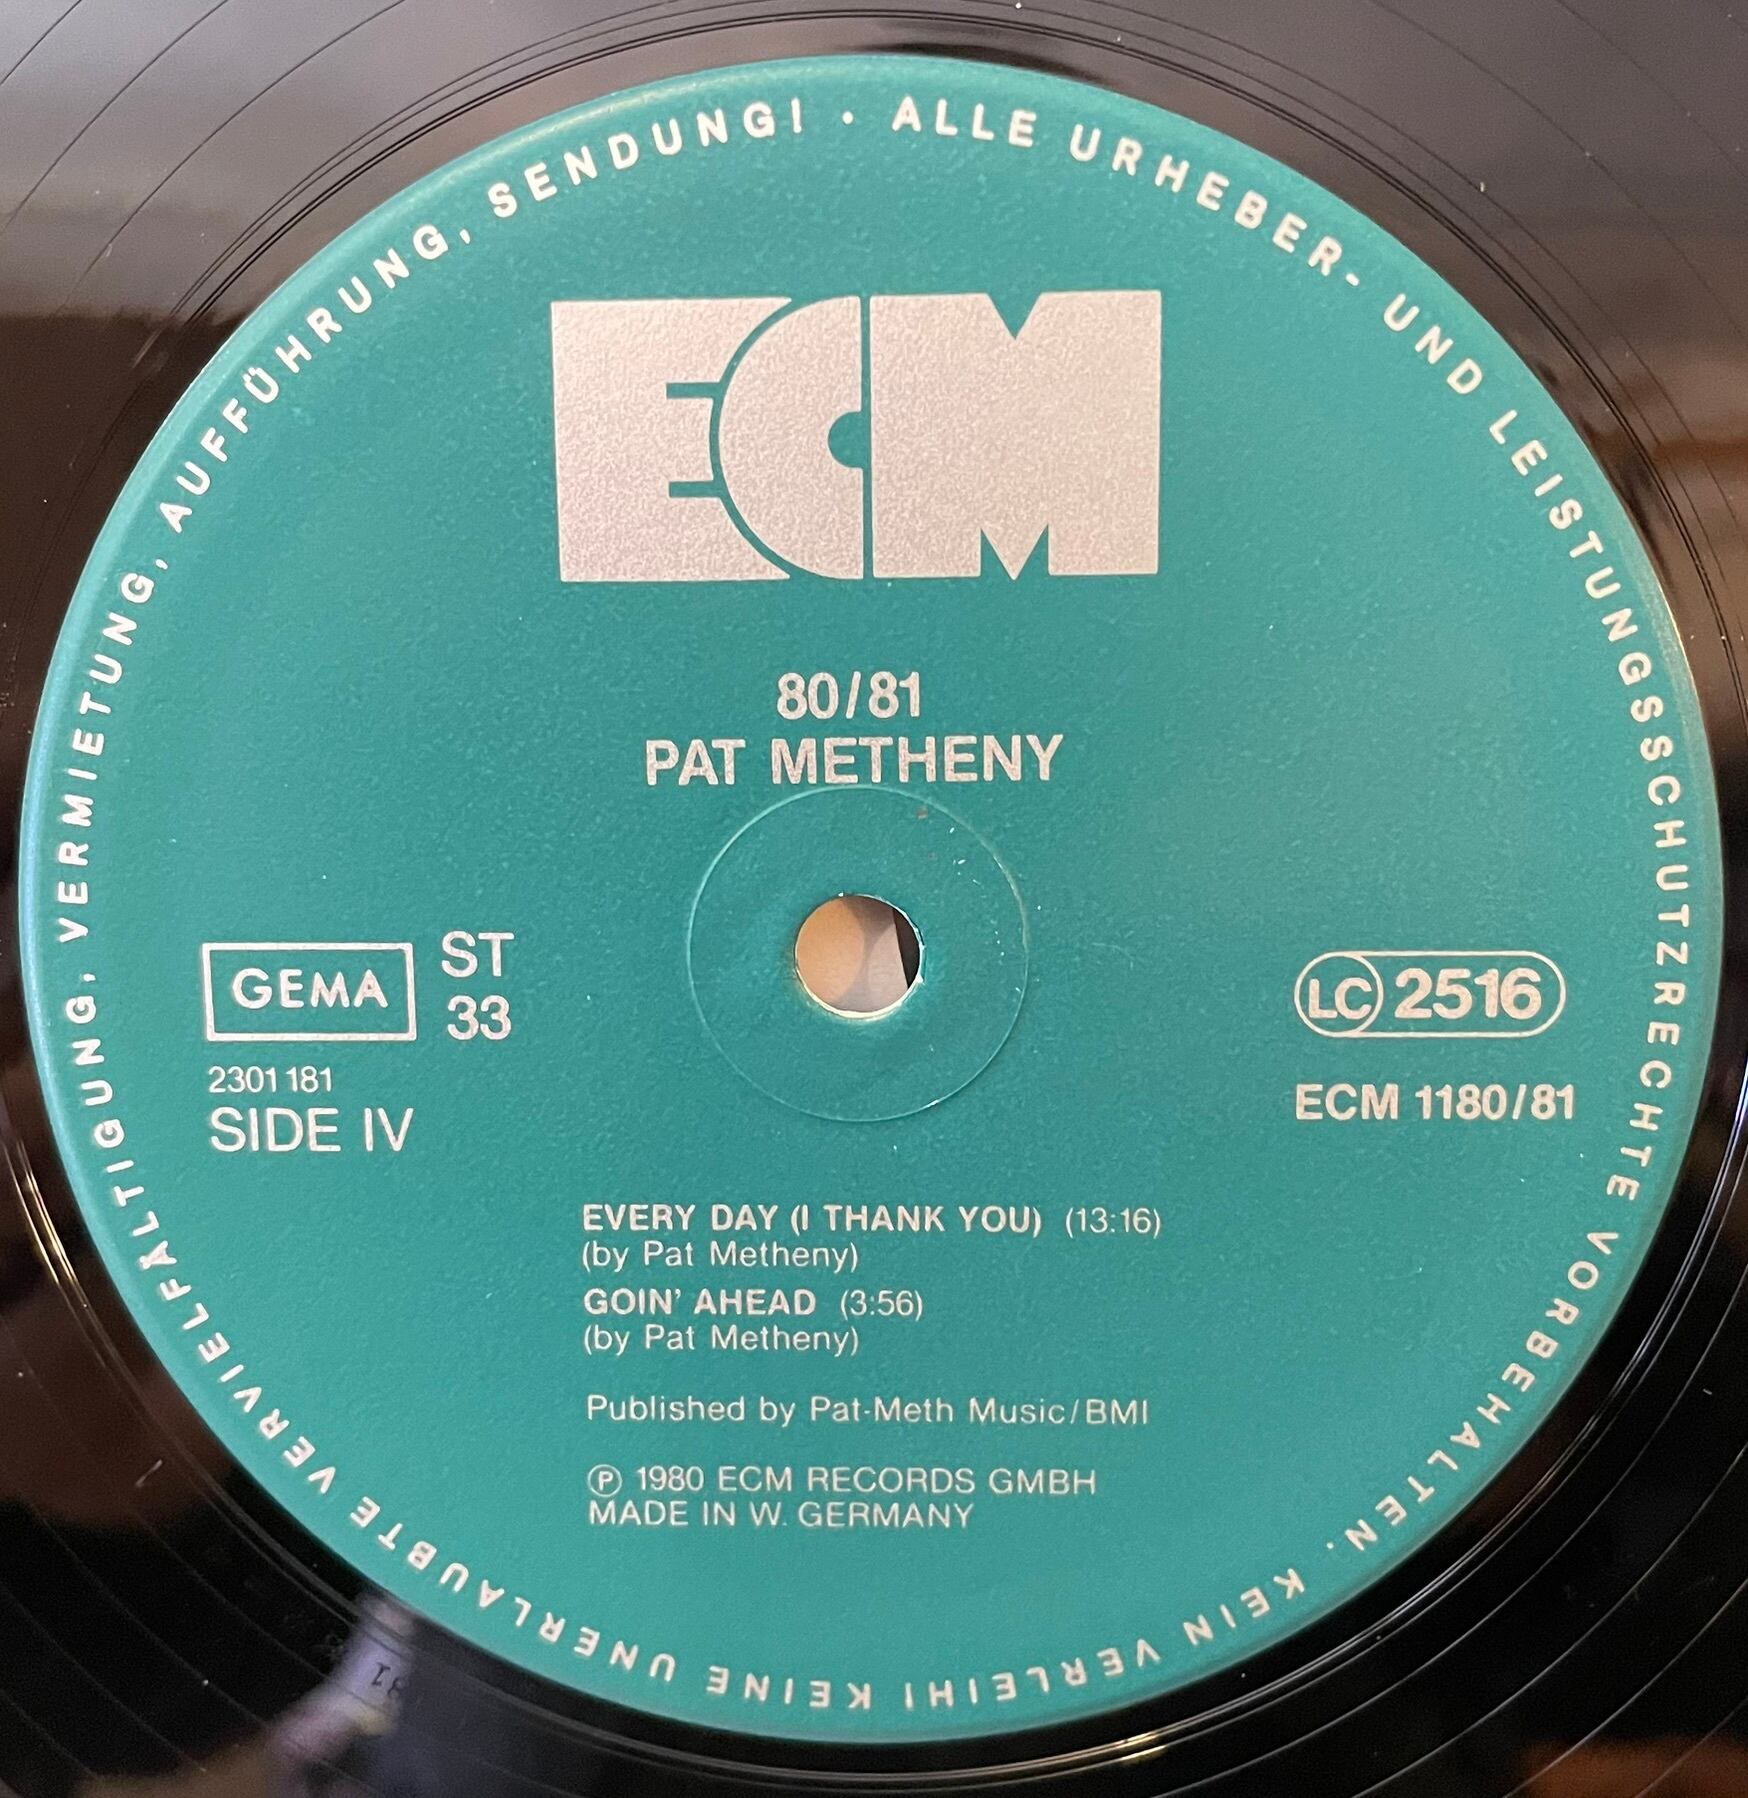 ALLE URHEBER- UND LEISTUNGSSCHUTZRECHTE VORBEHALTEN. KEIN VERLEIH! KEINE UNERLAUBTE VERVIELFÄLTIGUNG, VERMIETUNG, AUFFÜHRUNG, SENDUNG! •
ECM
80/81
PAT METHENY
GEMA
ST
33
LC 2516
2301 181
SIDE IV
ECM 1180/81
EVERY DAY (I THANK YOU) (13:16)
(by Pat Metheny)
GOIN' AHEAD (3:56)
(by Pat Metheny)
Published by Pat-Meth Music/BMI
Ⓟ 1980 ECM RECORDS GMBH
MADE IN W. GERMANY